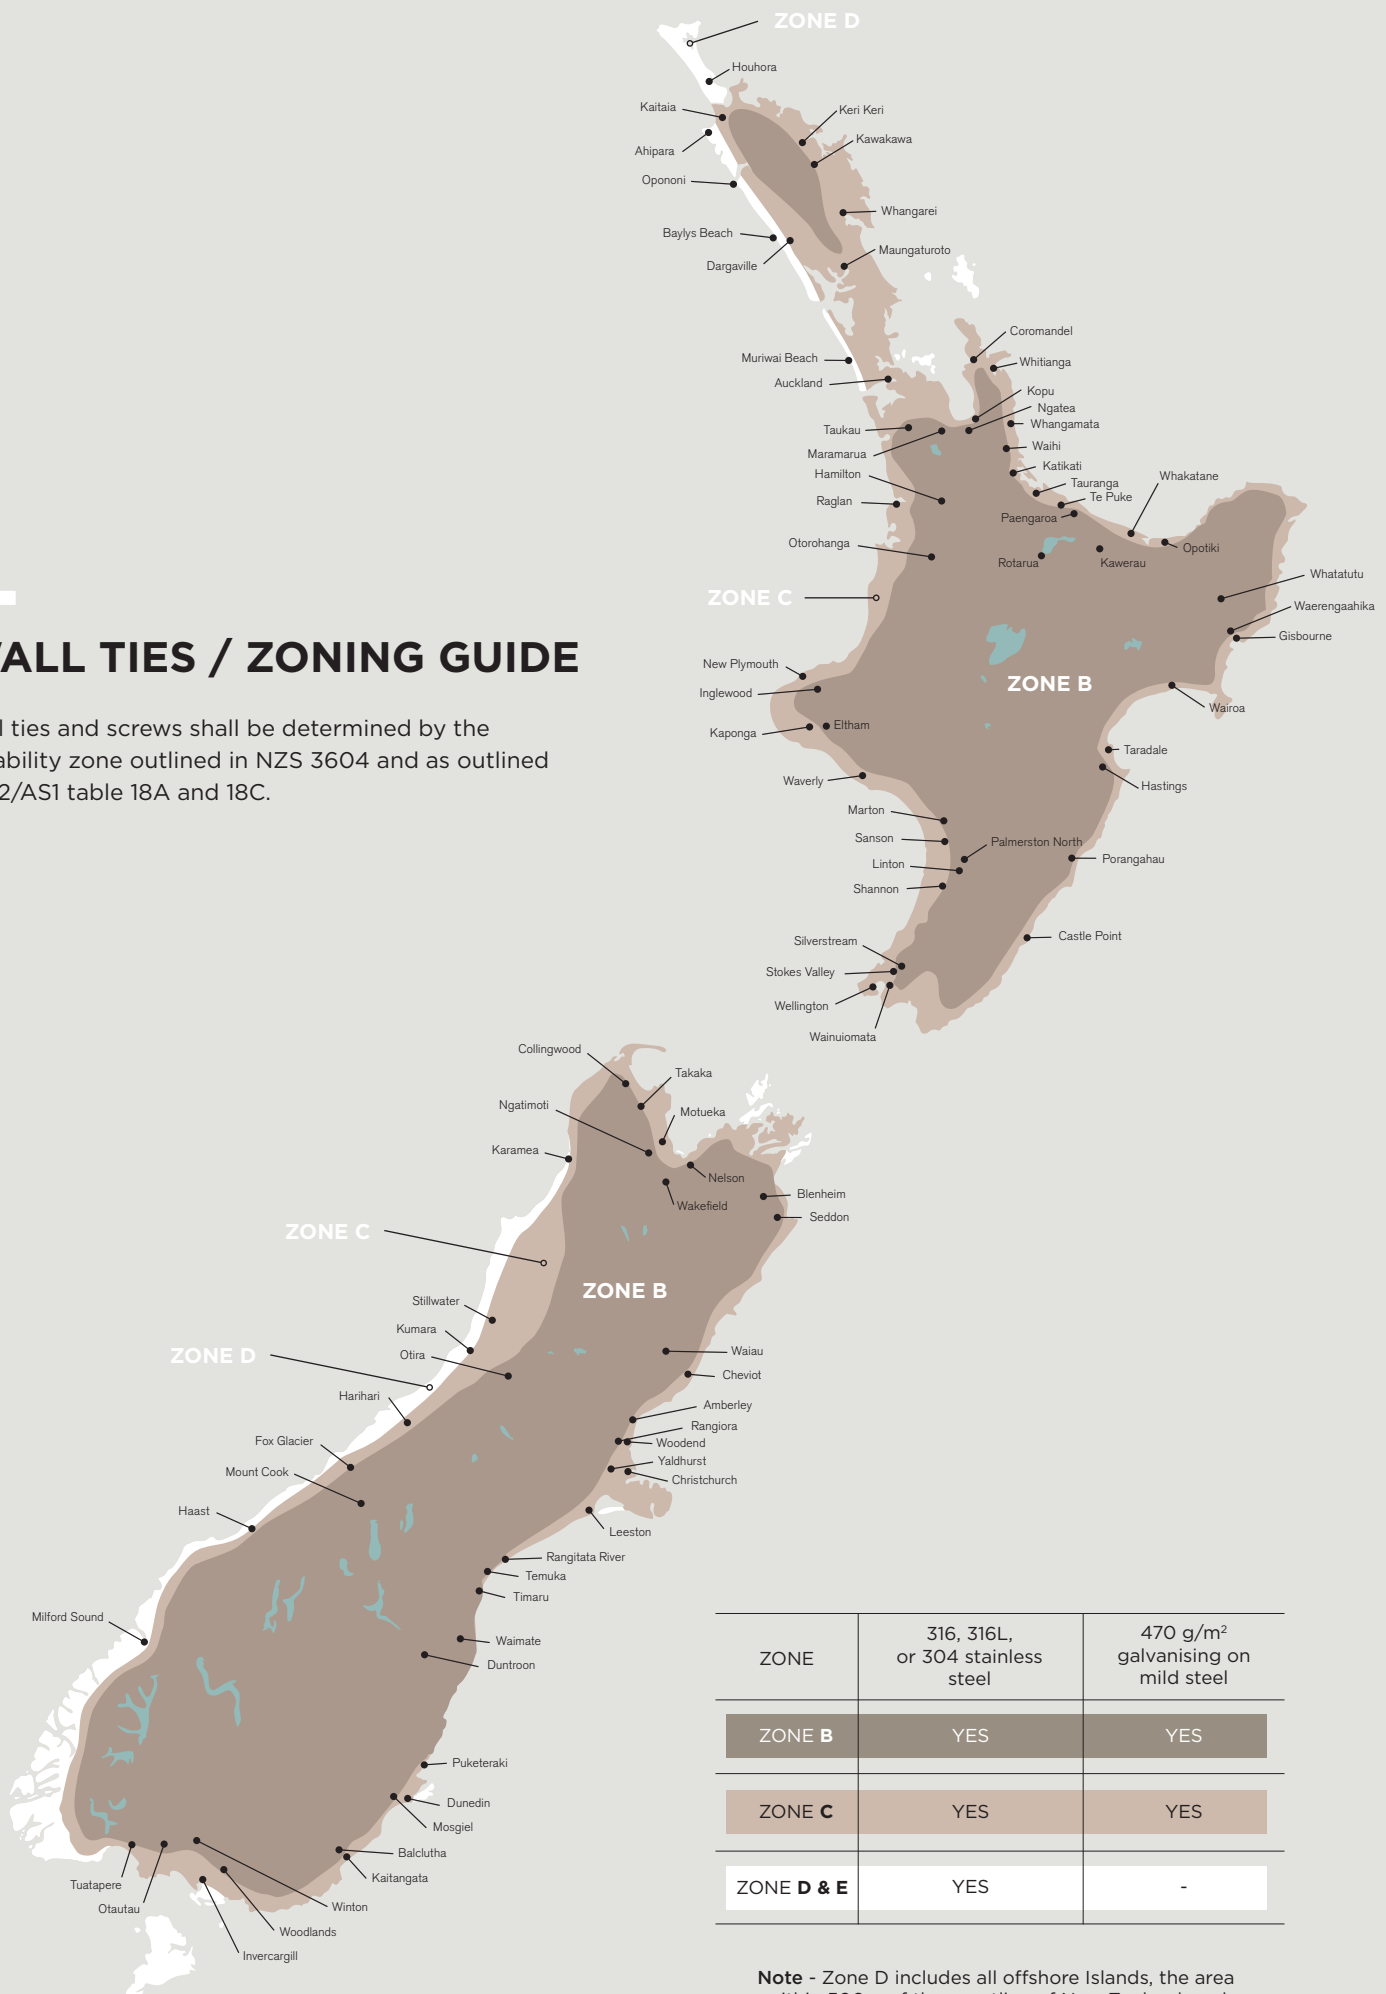 ZONE D
Houhora
Kaitaia
Keri Keri
Kawakawa
Ahipara
Opononi
Whangarei
Baylys Beach
Maungaturoto
Dargaville
Coromandel
Muriwai Beach
Whitianga
Auckland
Kopu
Ngatea
Whangamata
Taukau
Waihi
Maramarua
Katikati
Hamilton
Tauranga
Whakatane
Te Puke
Raglan
Paengaroa
Otorohanga
Opotiki
Rotarua
Kawerau
Whatatutu
ZONE C
Waerengaahika
Gisbourne
ALL TIES / ZONING GUIDE
New Plymouth
ZONE B
Inglewood
Wairoa
Kaponga
Eltham
ties and screws shall be determined by the
ability zone outlined in NZS 3604 and as outlined
2/AS1 table 18A and 18C.
Taradale
Waverly
Hastings
Marton
Sanson
Palmerston North
Linton
Porangahau
Shannon
Silverstream
Castle Point
Stokes Valley
Wellington
Wainuiomata
Collingwood
Takaka
Ngatimoti
Motueka
Karamea
Nelson
Blenheim
Wakefield
Seddon
ZONE C
ZONE B
Stillwater
Kumara
Otira
Waiau
ZONE D
Cheviot
Harihari
Amberley
Rangiora
Fox Glacier
Woodend
Yaldhurst
Mount Cook
Christchurch
Haast
Leeston
Rangitata River
Temuka
Timaru
Milford Sound
Waimate
Duntroon
Puketeraki
Dunedin
Mosgiel
Balclutha
Kaitangata
Tuatapere
Otautau
Winton
Woodlands
Invercargill
ZONE
316, 316L,
or 304 stainless
steel
470 g/m²
galvanising on
mild steel
ZONE B YES YES
ZONE C YES YES
ZONE D & E YES -
Note - Zone D includes all offshore Islands, the area